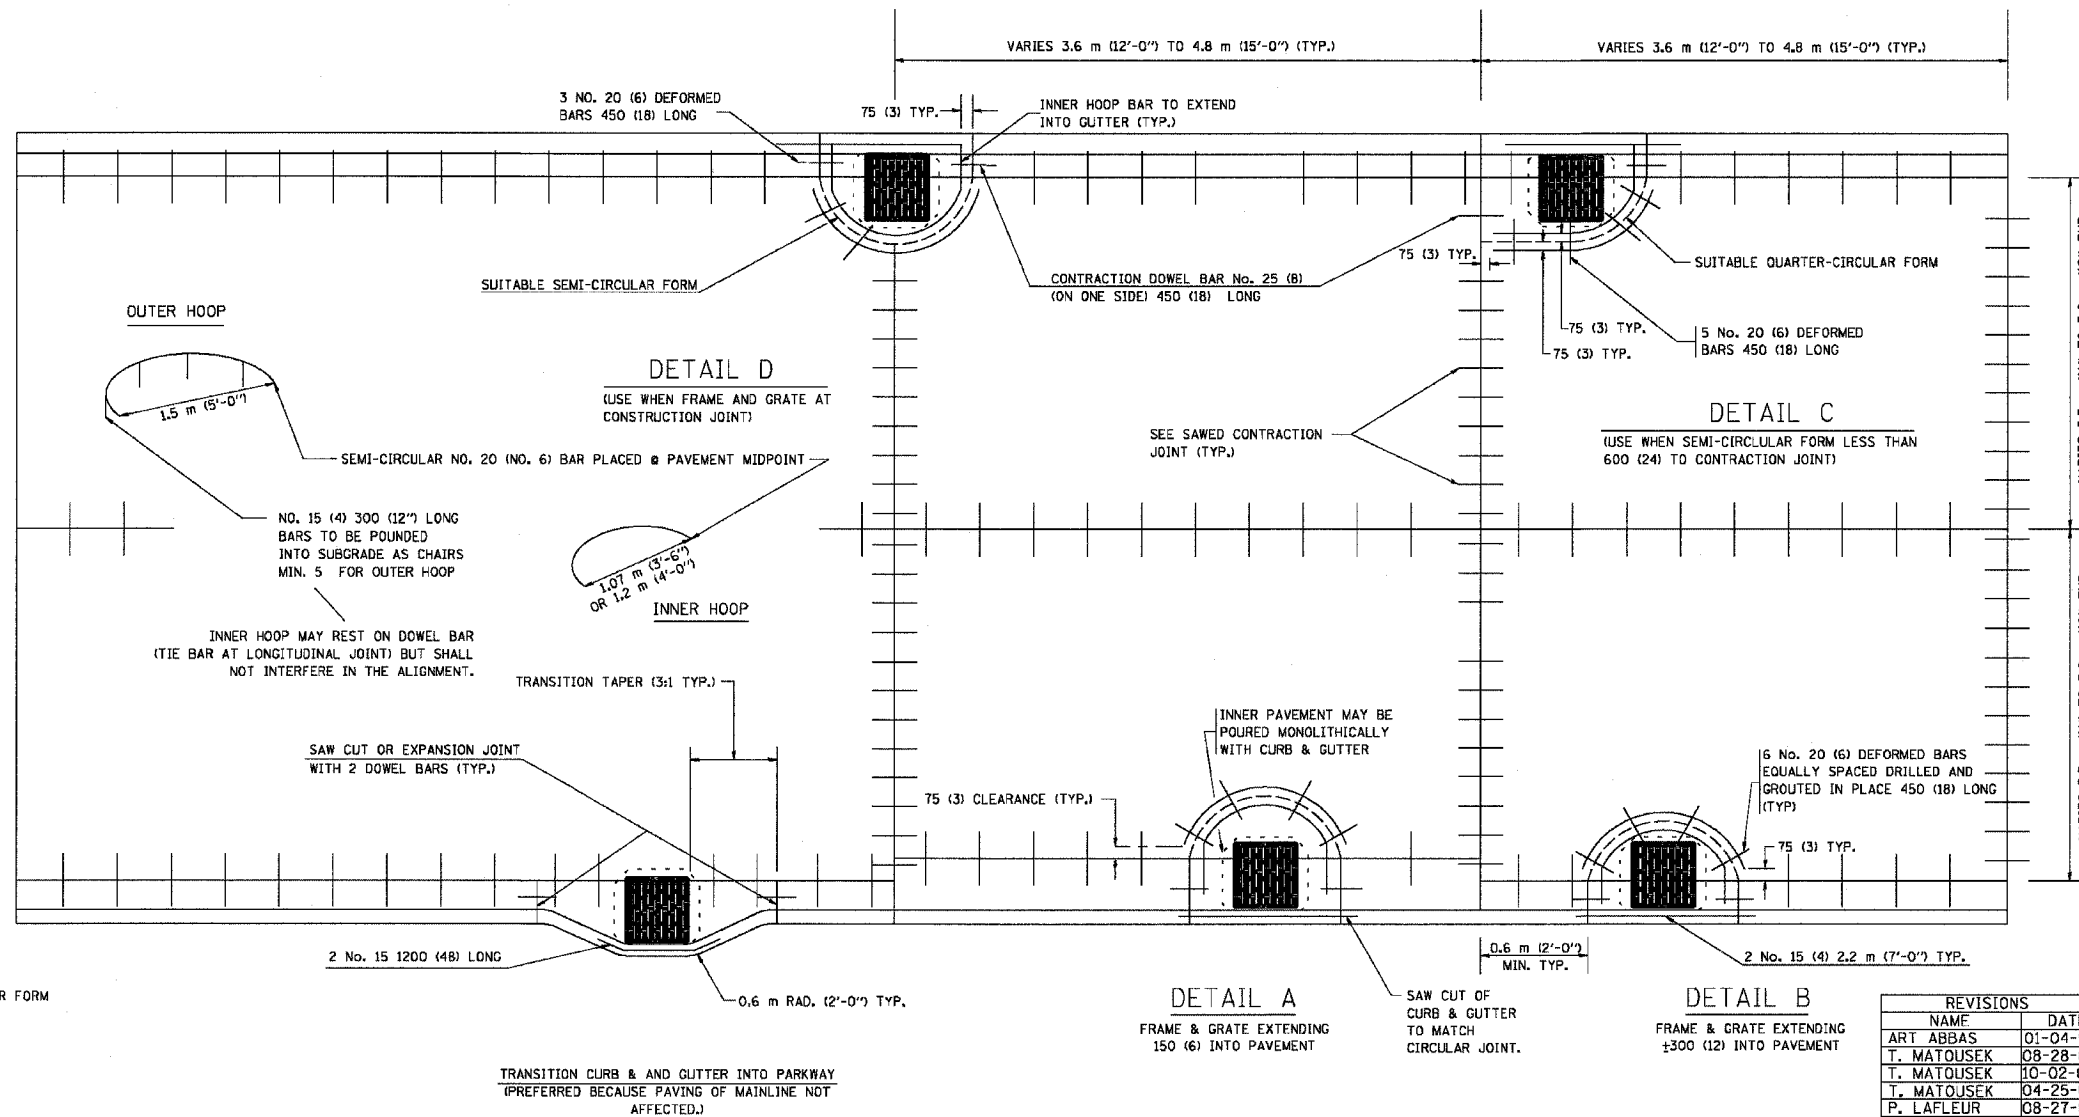 VARIES 3.6 m (12'-0") TO 4.8 m (15'-0") (TYP.)
VARIES 3.6 m (12'-0") TO 4.8 m (15'-0") (TYP.)
3 NO. 20 (6) DEFORMED
BARS 450 (18) LONG
75 (3) TYP.
INNER HOOP BAR TO EXTEND
INTO GUTTER (TYP.)
SUITABLE SEMI-CIRCULAR FORM
CONTRACTION DOWEL BAR No. 25 (8)
(ON ONE SIDE) 450 (18) LONG
75 (3) TYP.
SUITABLE QUARTER-CIRCULAR FORM
75 (3) TYP.
75 (3) TYP.
5 No. 20 (6) DEFORMED
BARS 450 (18) LONG
OUTER HOOP
1.5 m (5'-0")
DETAIL D
(USE WHEN FRAME AND GRATE AT
CONSTRUCTION JOINT)
DETAIL C
(USE WHEN SEMI-CIRCLULAR FORM LESS THAN
600 (24) TO CONTRACTION JOINT)
SEE SAWED CONTRACTION
JOINT (TYP.)
SEMI-CIRCULAR NO. 20 (NO. 6) BAR PLACED @ PAVEMENT MIDPOINT
NO. 15 (4) 300 (12") LONG
BARS TO BE POUNDED
INTO SUBGRADE AS CHAIRS
MIN. 5 FOR OUTER HOOP
1.07 m (3'-6")
OR 1.2 m (4'-0")
INNER HOOP
INNER HOOP MAY REST ON DOWEL BAR
(TIE BAR AT LONGITUDINAL JOINT) BUT SHALL
NOT INTERFERE IN THE ALIGNMENT.
TRANSITION TAPER (3:1 TYP.)
SAW CUT OR EXPANSION JOINT
WITH 2 DOWEL BARS (TYP.)
INNER PAVEMENT MAY BE
POURED MONOLITHICALLY
WITH CURB & GUTTER
75 (3) CLEARANCE (TYP.)
6 No. 20 (6) DEFORMED BARS
EQUALLY SPACED DRILLED AND
GROUTED IN PLACE 450 (18) LONG
(TYP)
75 (3) TYP.
2 No. 15 1200 (48) LONG
0.6 m RAD. (2'-0") TYP.
0.6 m (2'-0")
MIN. TYP.
2 No. 15 (4) 2.2 m (7'-0") TYP.
R FORM
DETAIL A
FRAME & GRATE EXTENDING
150 (6) INTO PAVEMENT
SAW CUT OF
CURB & GUTTER
TO MATCH
CIRCULAR JOINT.
DETAIL B
FRAME & GRATE EXTENDING
±300 (12) INTO PAVEMENT
TRANSITION CURB & AND GUTTER INTO PARKWAY
(PREFERRED BECAUSE PAVING OF MAINLINE NOT
AFFECTED.)
REVISIONS
NAME DAT
ART ABBAS 01-04-
T. MATOUSEK 08-28-
T. MATOUSEK 10-02-
T. MATOUSEK 04-25-
P. LAFLEUR 08-27-